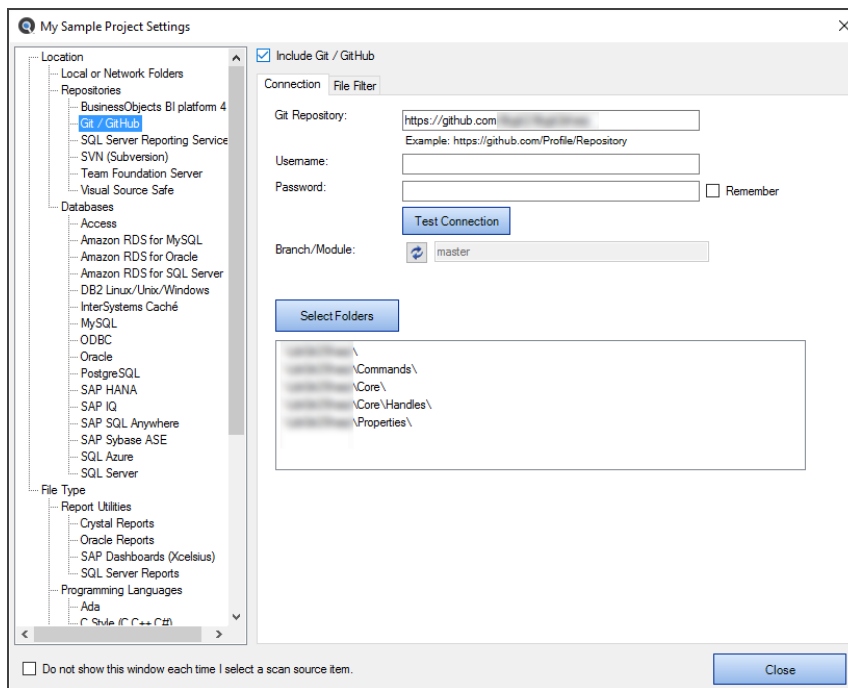 My Sample Project Settings
Location
Local or Network Folders
Repositories
BusinessObjects BI platform 4
Git / GitHub
SQL Server Reporting Service
SVN (Subversion)
Team Foundation Server
Visual Source Safe
Databases
Access
Amazon RDS for MySQL
Amazon RDS for Oracle
Amazon RDS for SQL Server
DB2 Linux/Unix/Windows
InterSystems Caché
MySQL
ODBC
Oracle
PostgreSQL
SAP HANA
SAP IQ
SAP SQL Anywhere
SAP Sybase ASE
SQL Azure
SQL Server
File Type
Report Utilities
Crystal Reports
Oracle Reports
SAP Dashboards (Xcelsius)
SQL Server Reports
Programming Languages
Ada
C Style (C C++ C#)
Include Git / GitHub
Connection File Filter
Git Repository: https://github.com
Example: https://github.com/Profile/Repository
Username:
Password: Remember
Test Connection
Branch/Module: master
Select Folders
\
\Commands\
\Core\
\Core\Handles\
\Properties\
Do not show this window each time I select a scan source item.
Close